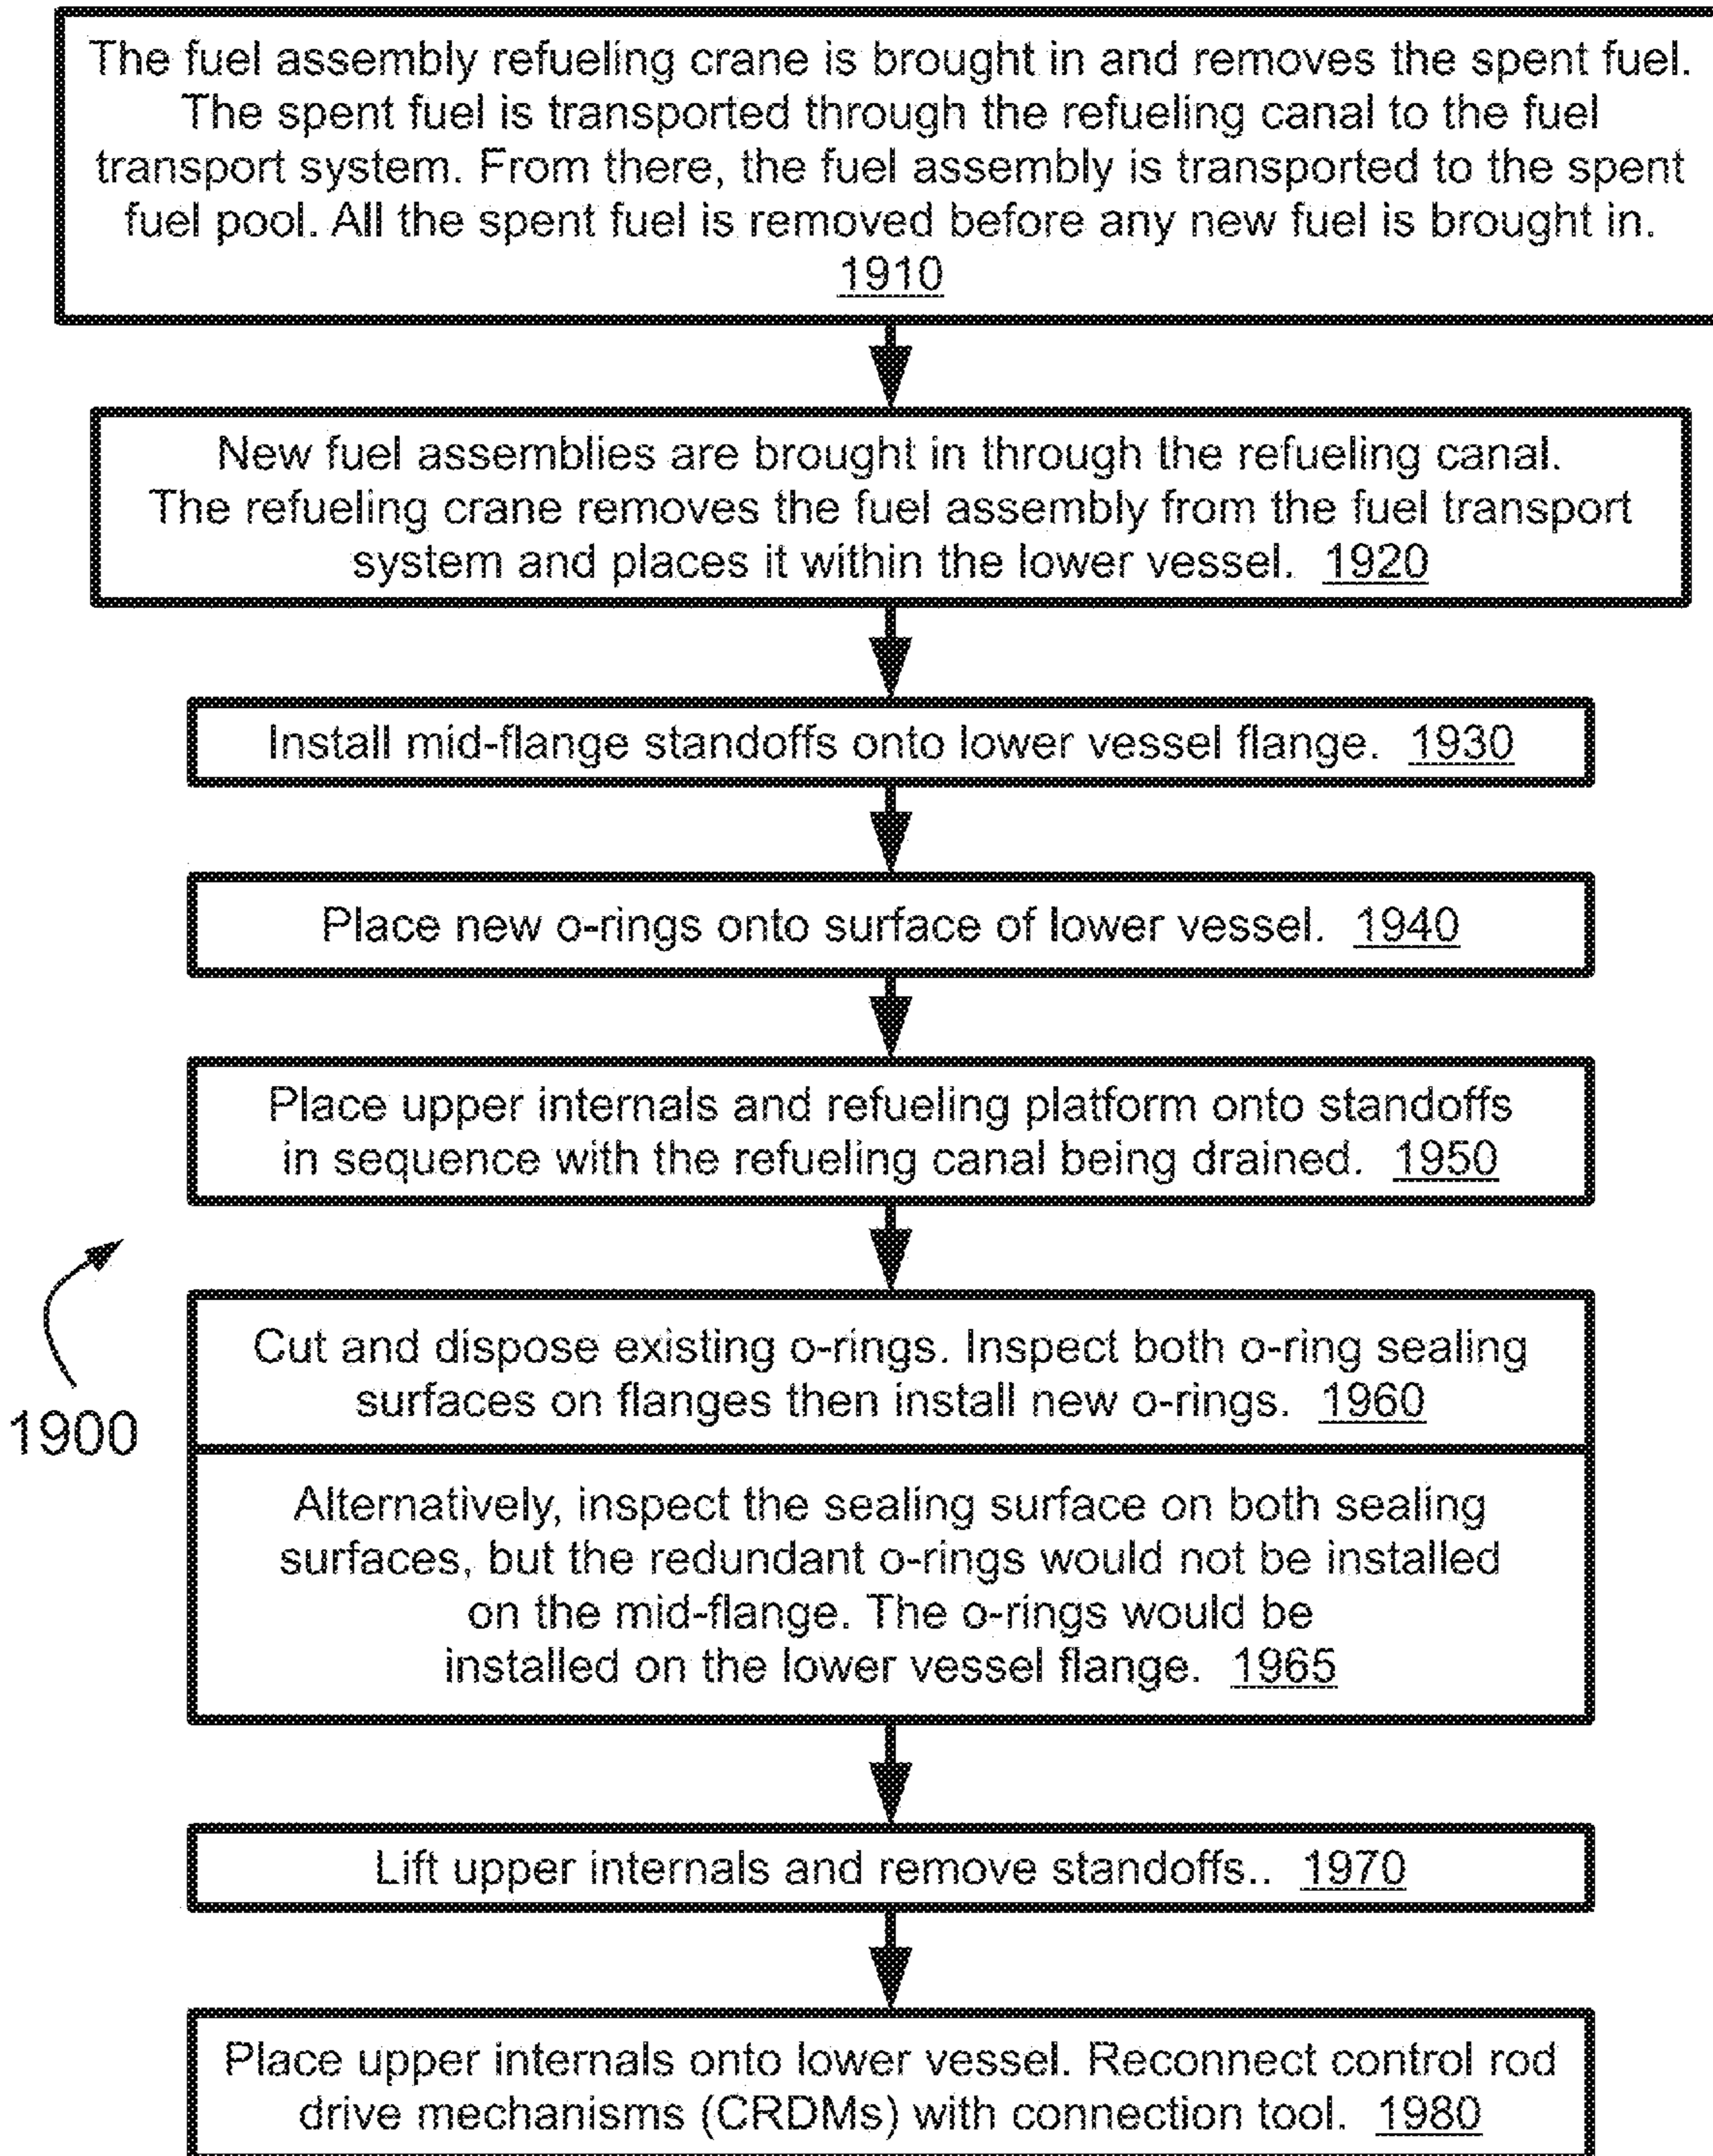 The fuel assembly refueling crane is brought in and removes the spent fuel.
The spent fuel is transported through the refueling canal to the fuel
transport system. From there, the fuel assembly is transported to the spent
fuel pool. All the spent fuel is removed before any new fuel is brought in.
1910
New fuel assemblies are brought in through the refueling canal.
The refueling crane removes the fuel assembly from the fuel transport
system and places it within the lower vessel. 1920
Install mid-flange standoffs onto lower vessel flange. 1930
Place new o-rings onto surface of lower vessel. 1940
Place upper internals and refueling platform onto standoffs
in sequence with the refueling canal being drained. 1950
1900
Cut and dispose existing o-rings. Inspect both o-ring sealing
surfaces on flanges then install new o-rings. 1960
Alternatively, inspect the sealing surface on both sealing
surfaces, but the redundant o-rings would not be installed
on the mid-flange. The o-rings would be
installed on the lower vessel flange. 1965
Lift upper internals and remove standoffs.. 1970
Place upper internals onto lower vessel. Reconnect control rod
drive mechanisms (CRDMs) with connection tool. 1980